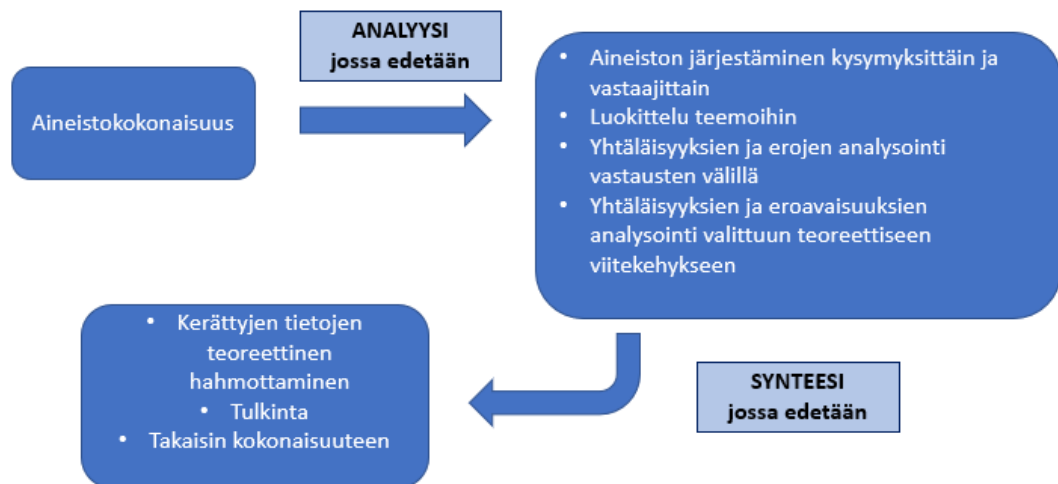 ANALYYSI
jossa edetään
Aineistokokonaisuus
• Aineiston järjestäminen kysymyksittäin ja
vastaajittain
• Luokittelu teemoihin
• Yhtäläisyyksien ja erojen analysointi
vastausten välillä
• Yhtäläisyyksien ja eroavaisuuksien
analysointi valittuun teoreettiseen
viitekehykseen
SYNTEESI
jossa edetään
• Kerättyjen tietojen
teoreettinen
hahmottaminen
• Tulkinta
• Takaisin kokonaisuuteen